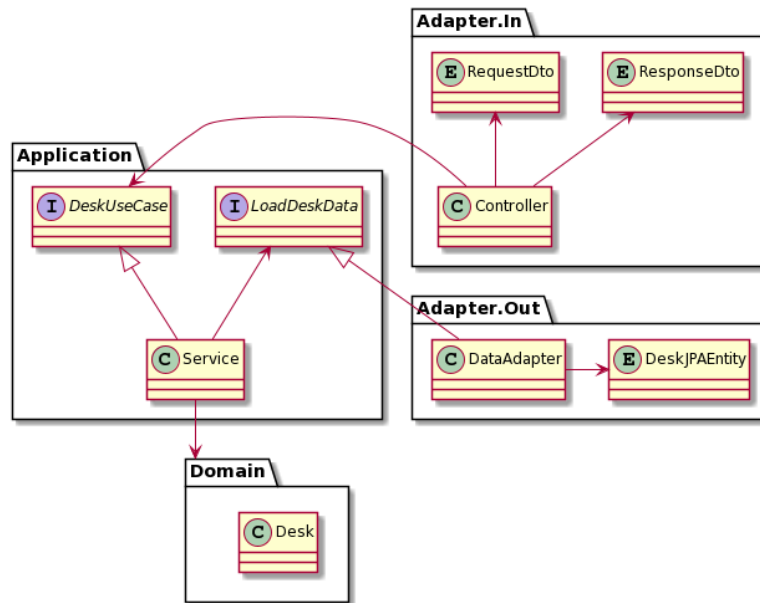 Adapter.In
E RequestDto
E ResponseDto
Application
I DeskUseCase
I LoadDeskData
C Controller
Adapter.Out
C Service
C DataAdapter
E DeskJPAEntity
Domain
C Desk